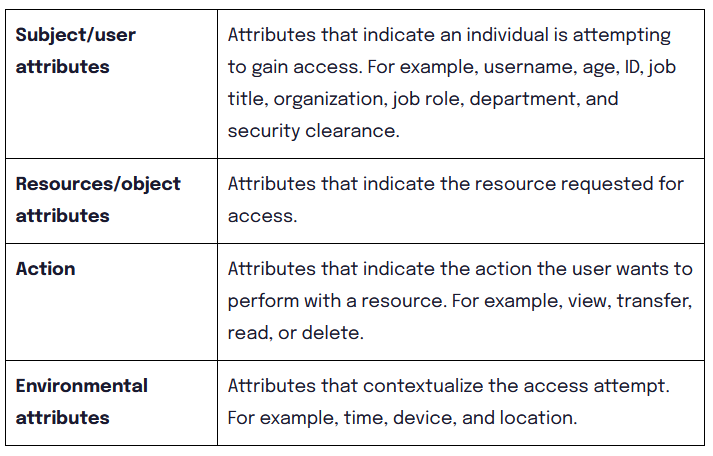 Subject/user
attributes
Attributes that indicate an individual is attempting
to gain access. For example, username, age, ID, job
title, organization, job role, department, and
security clearance.
Resources/object
attributes
Attributes that indicate the resource requested for
access.
Action
Attributes that indicate the action the user wants to
perform with a resource. For example, view, transfer,
read, or delete.
Environmental
attributes
Attributes that contextualize the access attempt.
For example, time, device, and location.